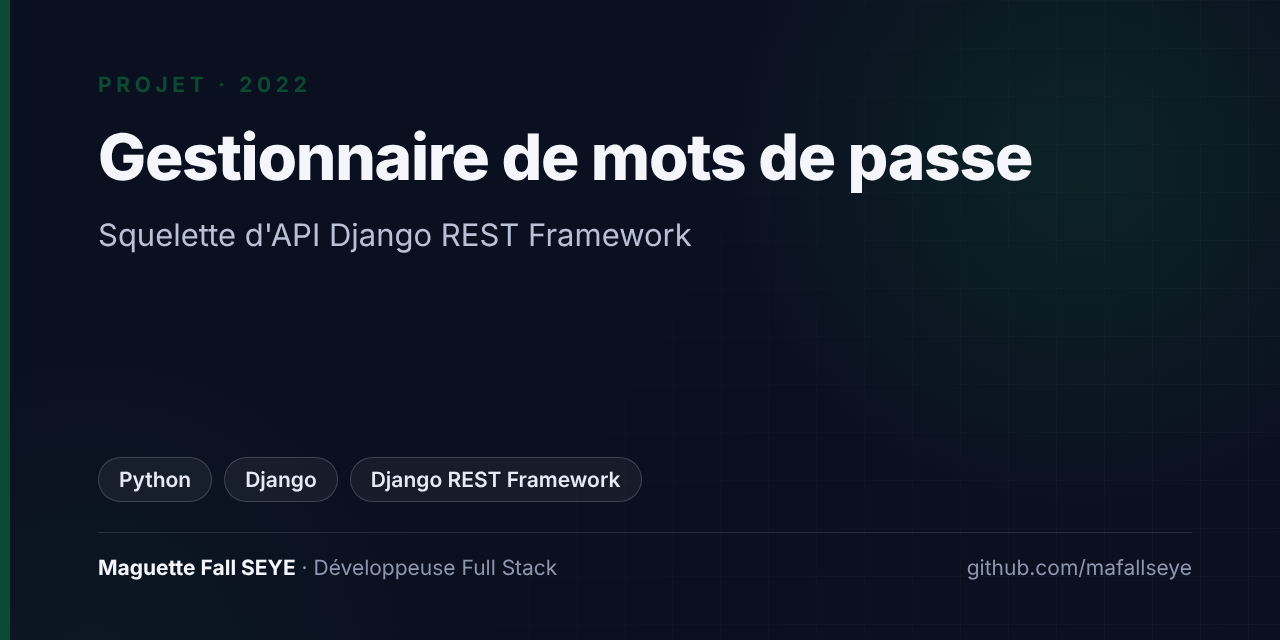 PROJET · 2022
Gestionnaire de mots de passe
Squelette d'API Django REST Framework
Python Django Django REST Framework
Maguette Fall SEYE · Développeuse Full Stack github.com/mafallseye